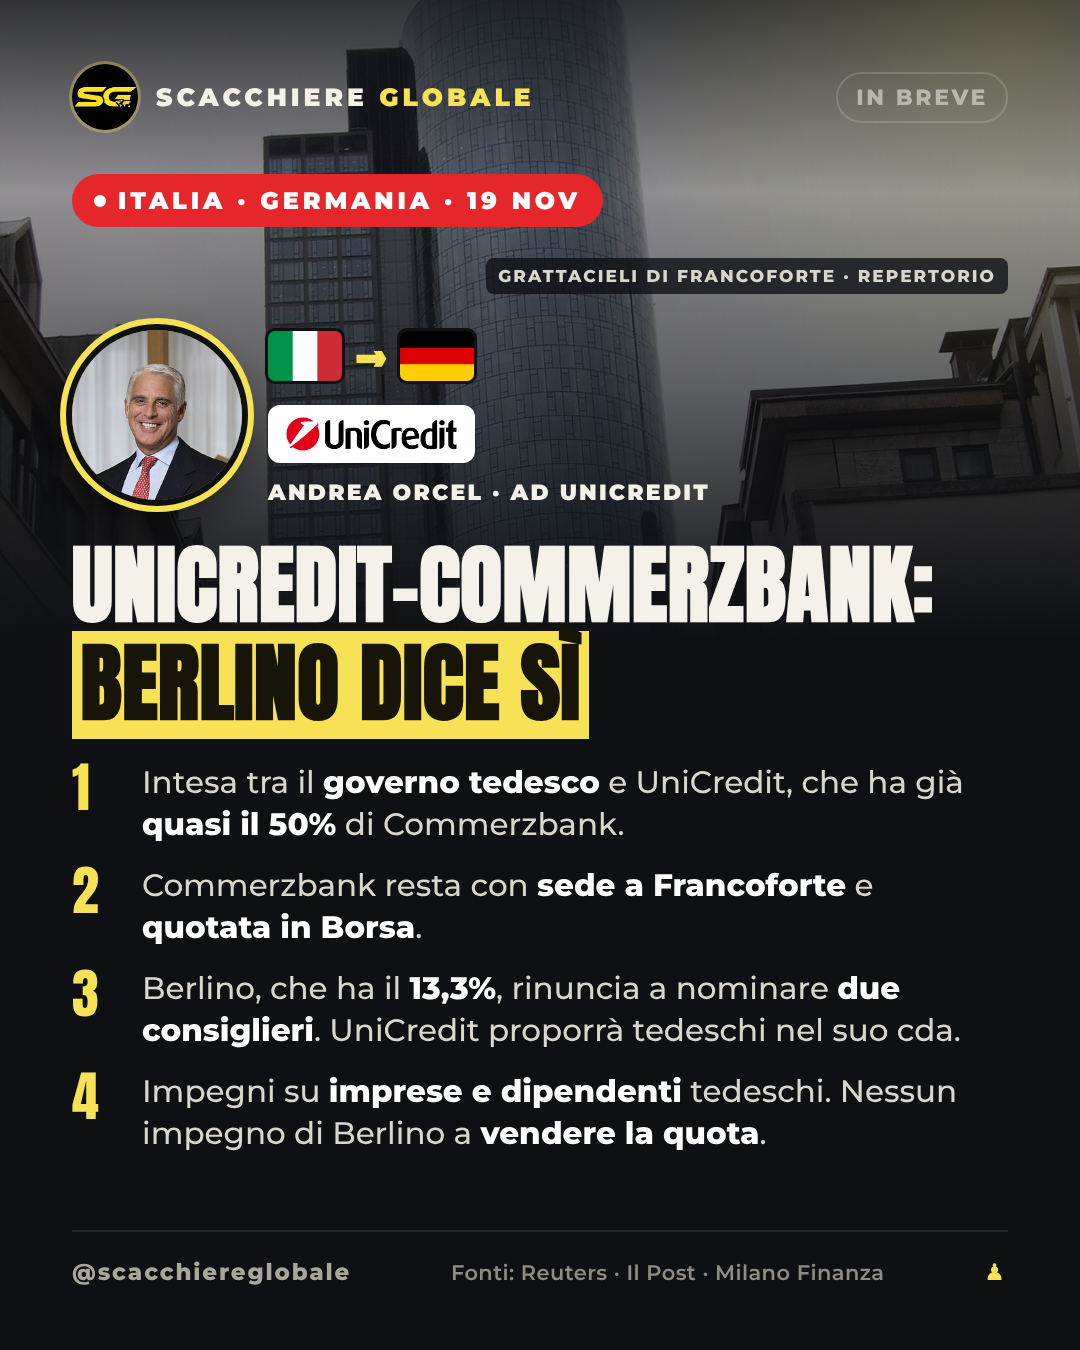 SG
SCACCHIERE GLOBALE
IN BREVE
ITALIA · GERMANIA · 19 NOV
GRATTACIELI DI FRANCOFORTE · REPERTORIO
UniCredit
ANDREA ORCEL · AD UNICREDIT
UNICREDIT-COMMERZBANK:
BERLINO DICE SÌ
1 Intesa tra il governo tedesco e UniCredit, che ha già
quasi il 50% di Commerzbank.
2 Commerzbank resta con sede a Francoforte e
quotata in Borsa.
3 Berlino, che ha il 13,3%, rinuncia a nominare due
consiglieri. UniCredit proporrà tedeschi nel suo cda.
4 Impegni su imprese e dipendenti tedeschi. Nessun
impegno di Berlino a vendere la quota.
@scacchiereglobale
Fonti: Reuters · Il Post · Milano Finanza